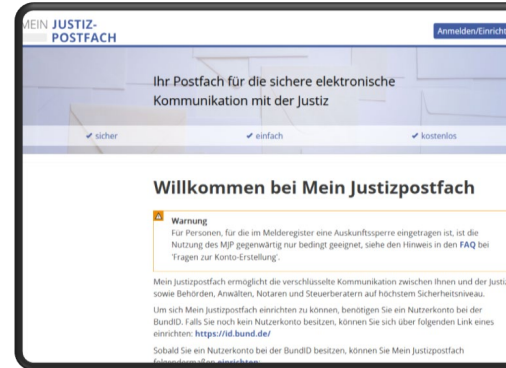 MEIN JUSTIZ-
POSTFACH
Anmelden/Einricht
Ihr Postfach für die sichere elektronische
Kommunikation mit der Justiz
✔ sicher
✔ einfach
✔ kostenlos
Willkommen bei Mein Justizpostfach
Warnung
Für Personen, für die im Melderegister eine Auskunftssperre eingetragen ist, ist die
Nutzung des MJP gegenwärtig nur bedingt geeignet, siehe den Hinweis in den FAQ bei
'Fragen zur Konto-Erstellung'.
Mein Justizpostfach ermöglicht die verschlüsselte Kommunikation zwischen Ihnen und der Justiz
sowie Behörden, Anwälten, Notaren und Steuerberatern auf höchstem Sicherheitsniveau.
Um sich Mein Justizpostfach einrichten zu können, benötigen Sie ein Nutzerkonto bei der
BundID. Falls Sie noch kein Nutzerkonto besitzen, können Sie sich über folgenden Link eines
einrichten: https://id.bund.de/
Sobald Sie ein Nutzerkonto bei der BundID besitzen, können Sie Mein Justizpostfach
folgendermaßen einrichten: